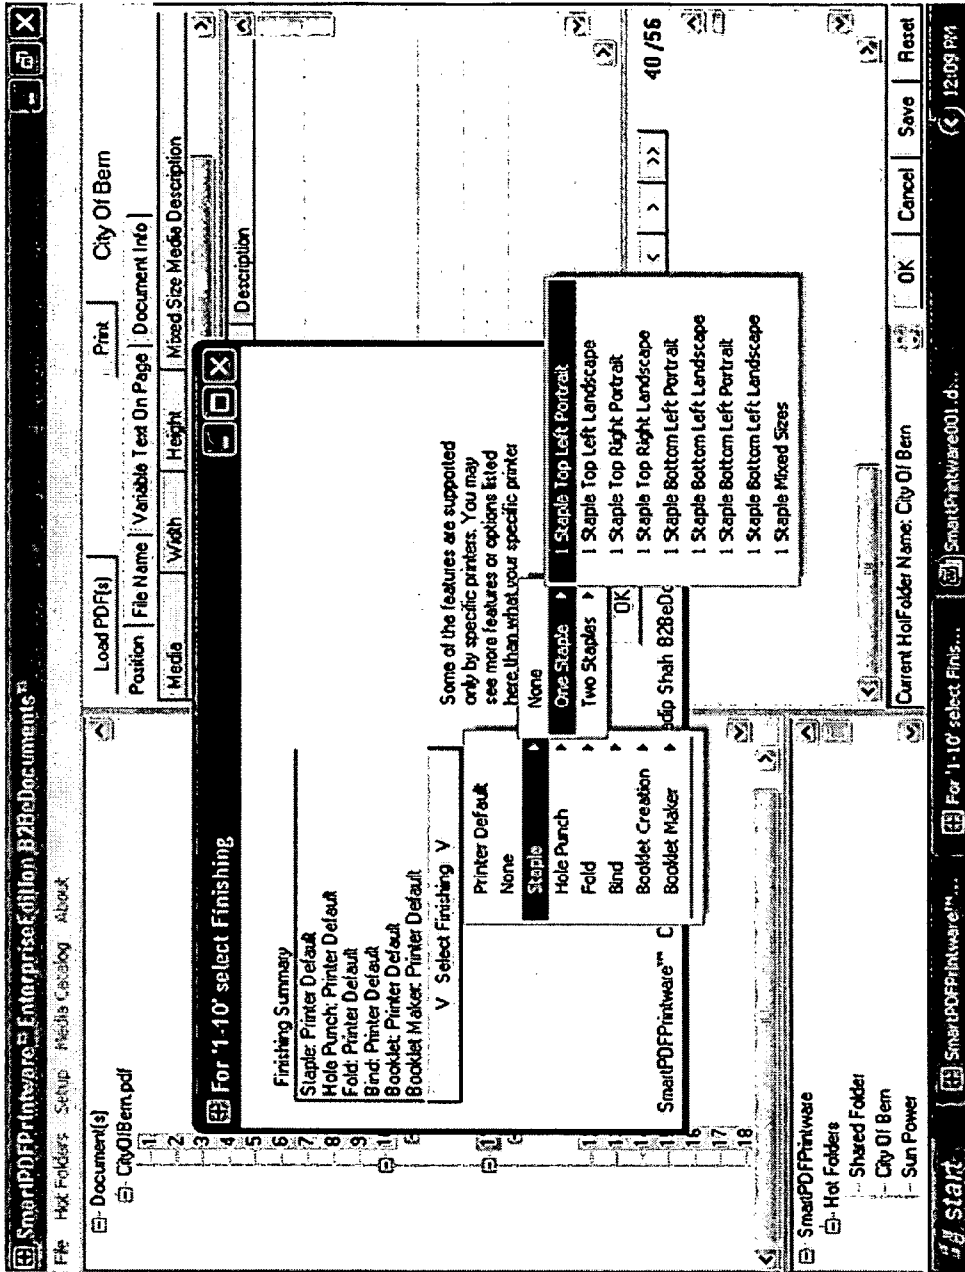 SmartPDFPrintware™ EnterpriseEdition B2BeDocuments™
File Hot Folders Setup Media Catalog About
Document(s)
CityOfBern.pdf
1
2
3
4
5
6
7
8
9
1
1
1
1
1
16
17
18
Load PDF(s)
Print
City Of Bern
Position
File Name
Variable Text On Page
Document Info
Media
Width
Height
Mixed Size Media Description
Description
For '1-10' select Finishing
Finishing Summary
Staple: Printer Default
Hole Punch: Printer Default
Fold: Printer Default
Bind: Printer Default
Booklet: Printer Default
Booklet Maker: Printer Default
V Select Finishing V
Some of the features are supported
only by specific printers. You may
see more features or options listed
here than what your specific printer
Printer Default
None
Staple
Hole Punch
Fold
Bind
Booklet Creation
Booklet Maker
None
One Staple
Two Staples
1 Staple Top Left Portrait
1 Staple Top Left Landscape
1 Staple Top Right Portrait
1 Staple Top Right Landscape
1 Staple Bottom Left Portrait
1 Staple Bottom Left Landscape
1 Staple Bottom Left Portrait
1 Staple Bottom Left Landscape
1 Staple Mixed Sizes
OK
SmartPDFPrintware™ C
adip Shah B2BeDo
< > >>
40 /56
SmartPDFPrintware
Hot Folders
Shared Folder
City Of Bern
Sun Power
Current HotFolder Name: City Of Bern
OK
Cancel
Save
Reset
start
SmartPDFPrintware™...
For '1-10' select Finis...
SmartPrintware001.d...
12:09 PM